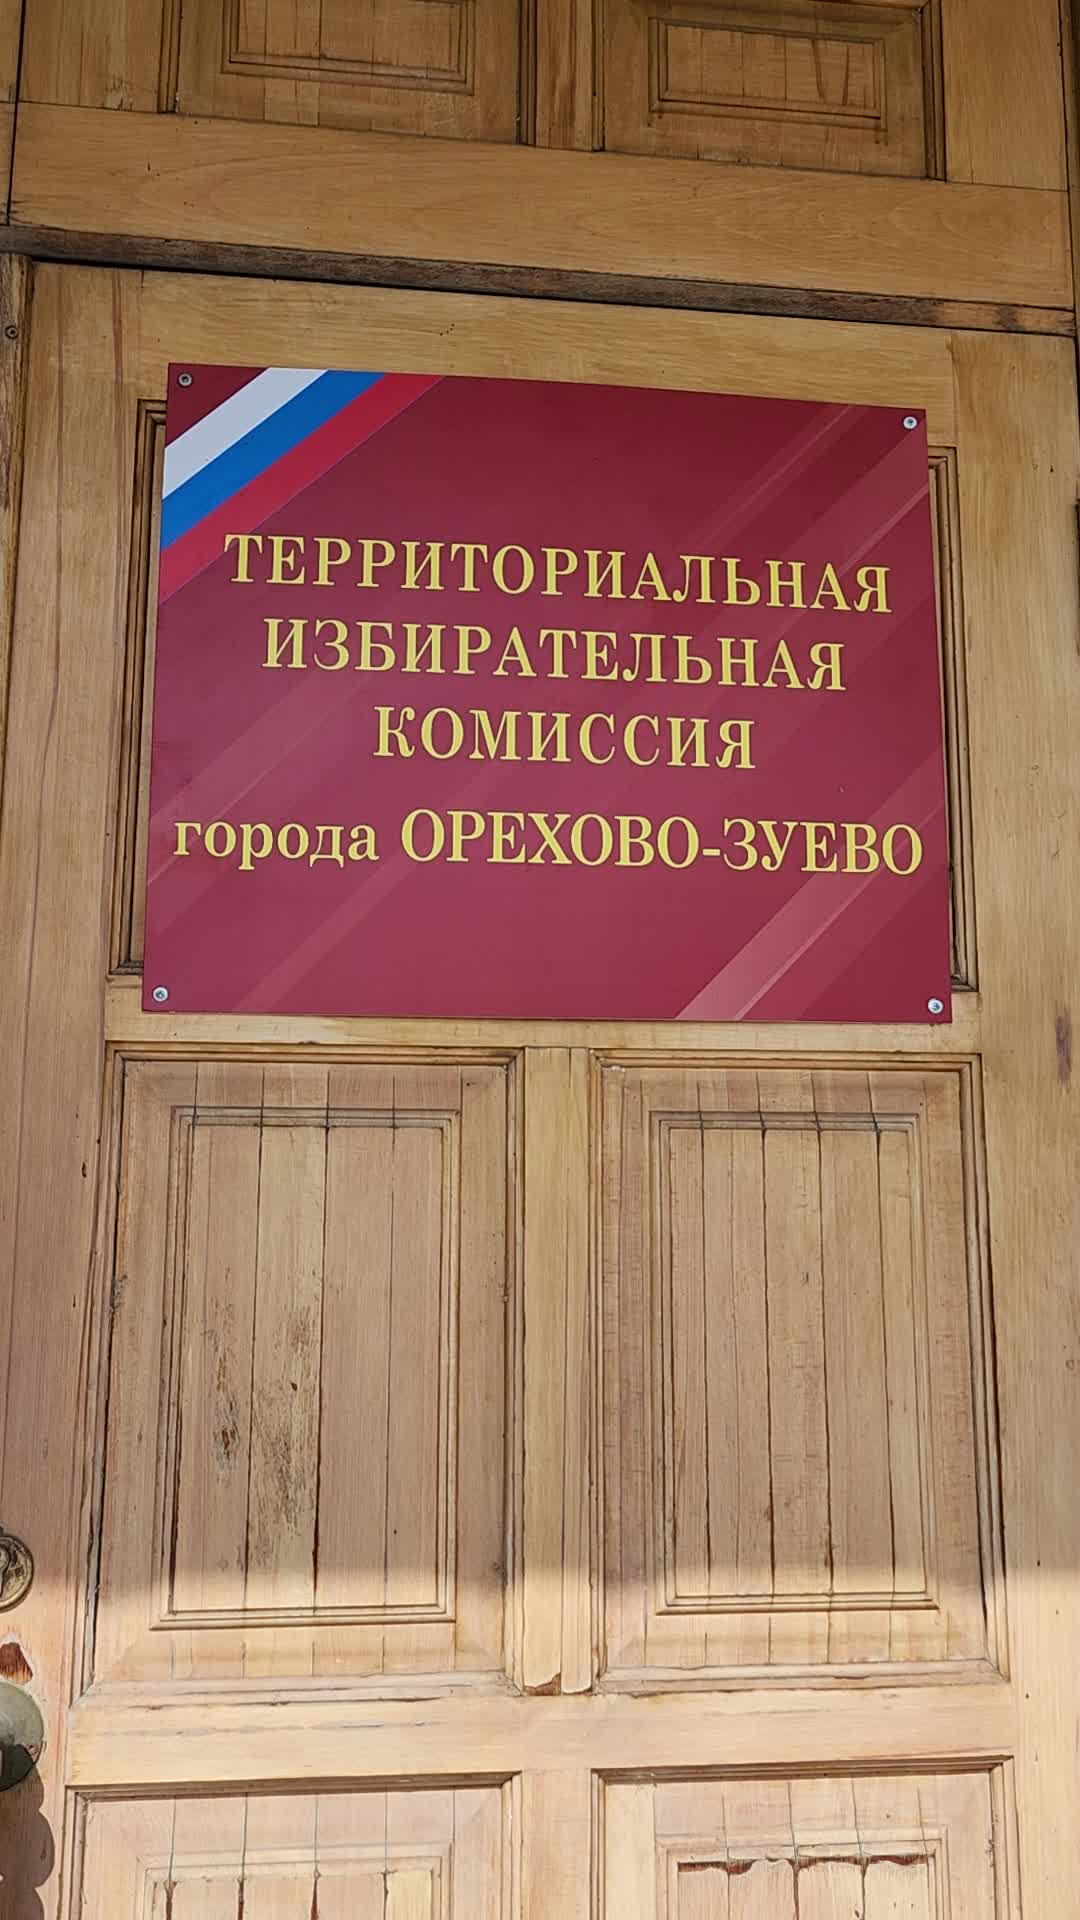 ТЕРРИТОРИАЛЬНАЯ
ИЗБИРАТЕЛЬНАЯ
КОМИССИЯ
города ОРЕХОВО-ЗУЕВО